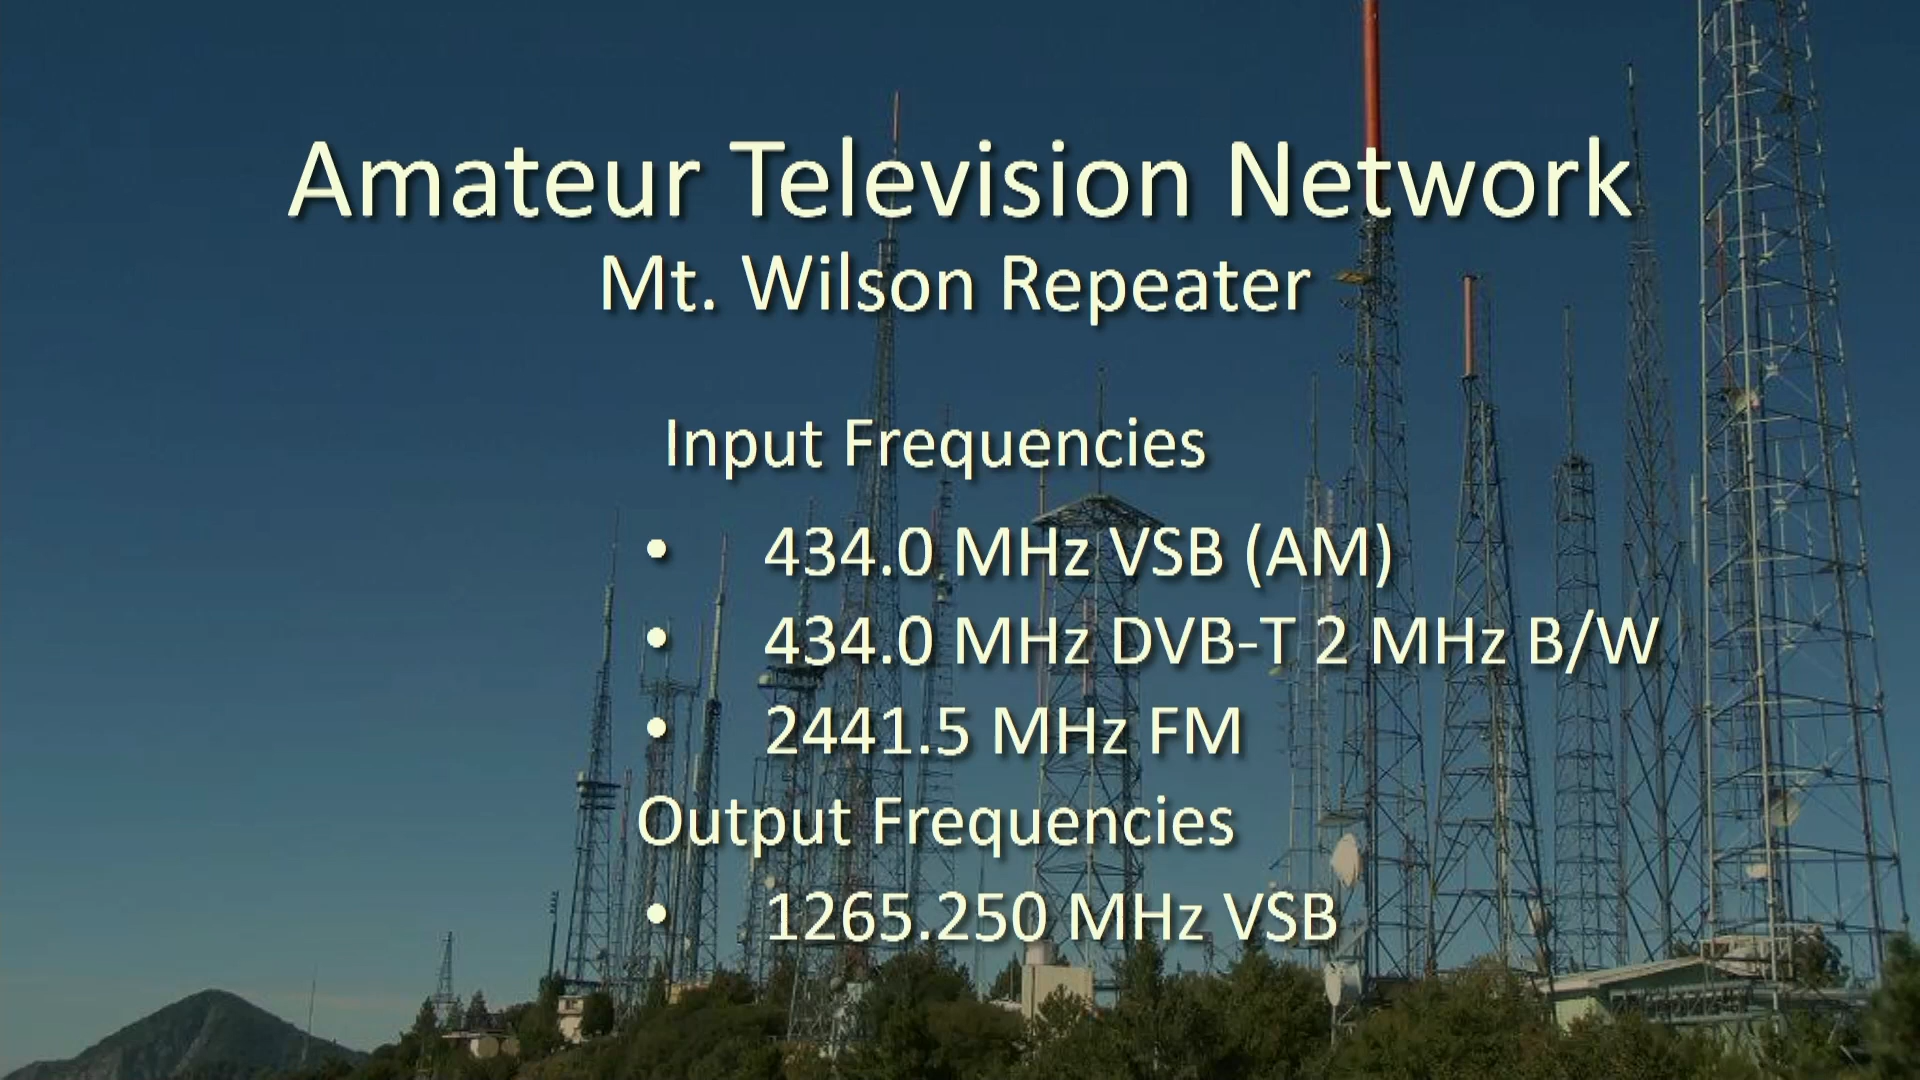 Amateur Television Network
Mt. Wilson Repeater
Input Frequencies
• 434.0 MHz VSB (AM)
• 434.0 MHz DVB-T 2 MHz B/W
• 2441.5 MHz FM
Output Frequencies
• 1265.250 MHz VSB